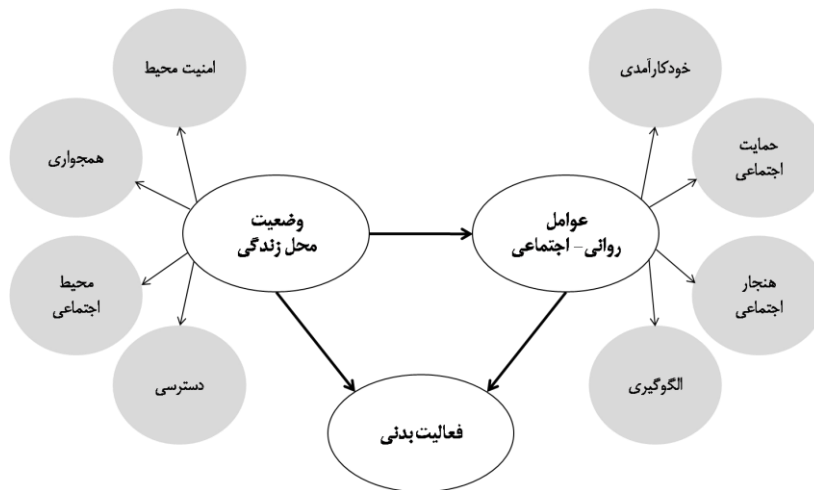 امنیت محیط
خودکارآمدی
همجواری
حمایت
اجتماعی
وضعیت
محل زندگی
عوامل
روانی – اجتماعی
محیط
اجتماعی
هنجار
اجتماعی
دسترسی
الگوگیری
فعالیت بدنی